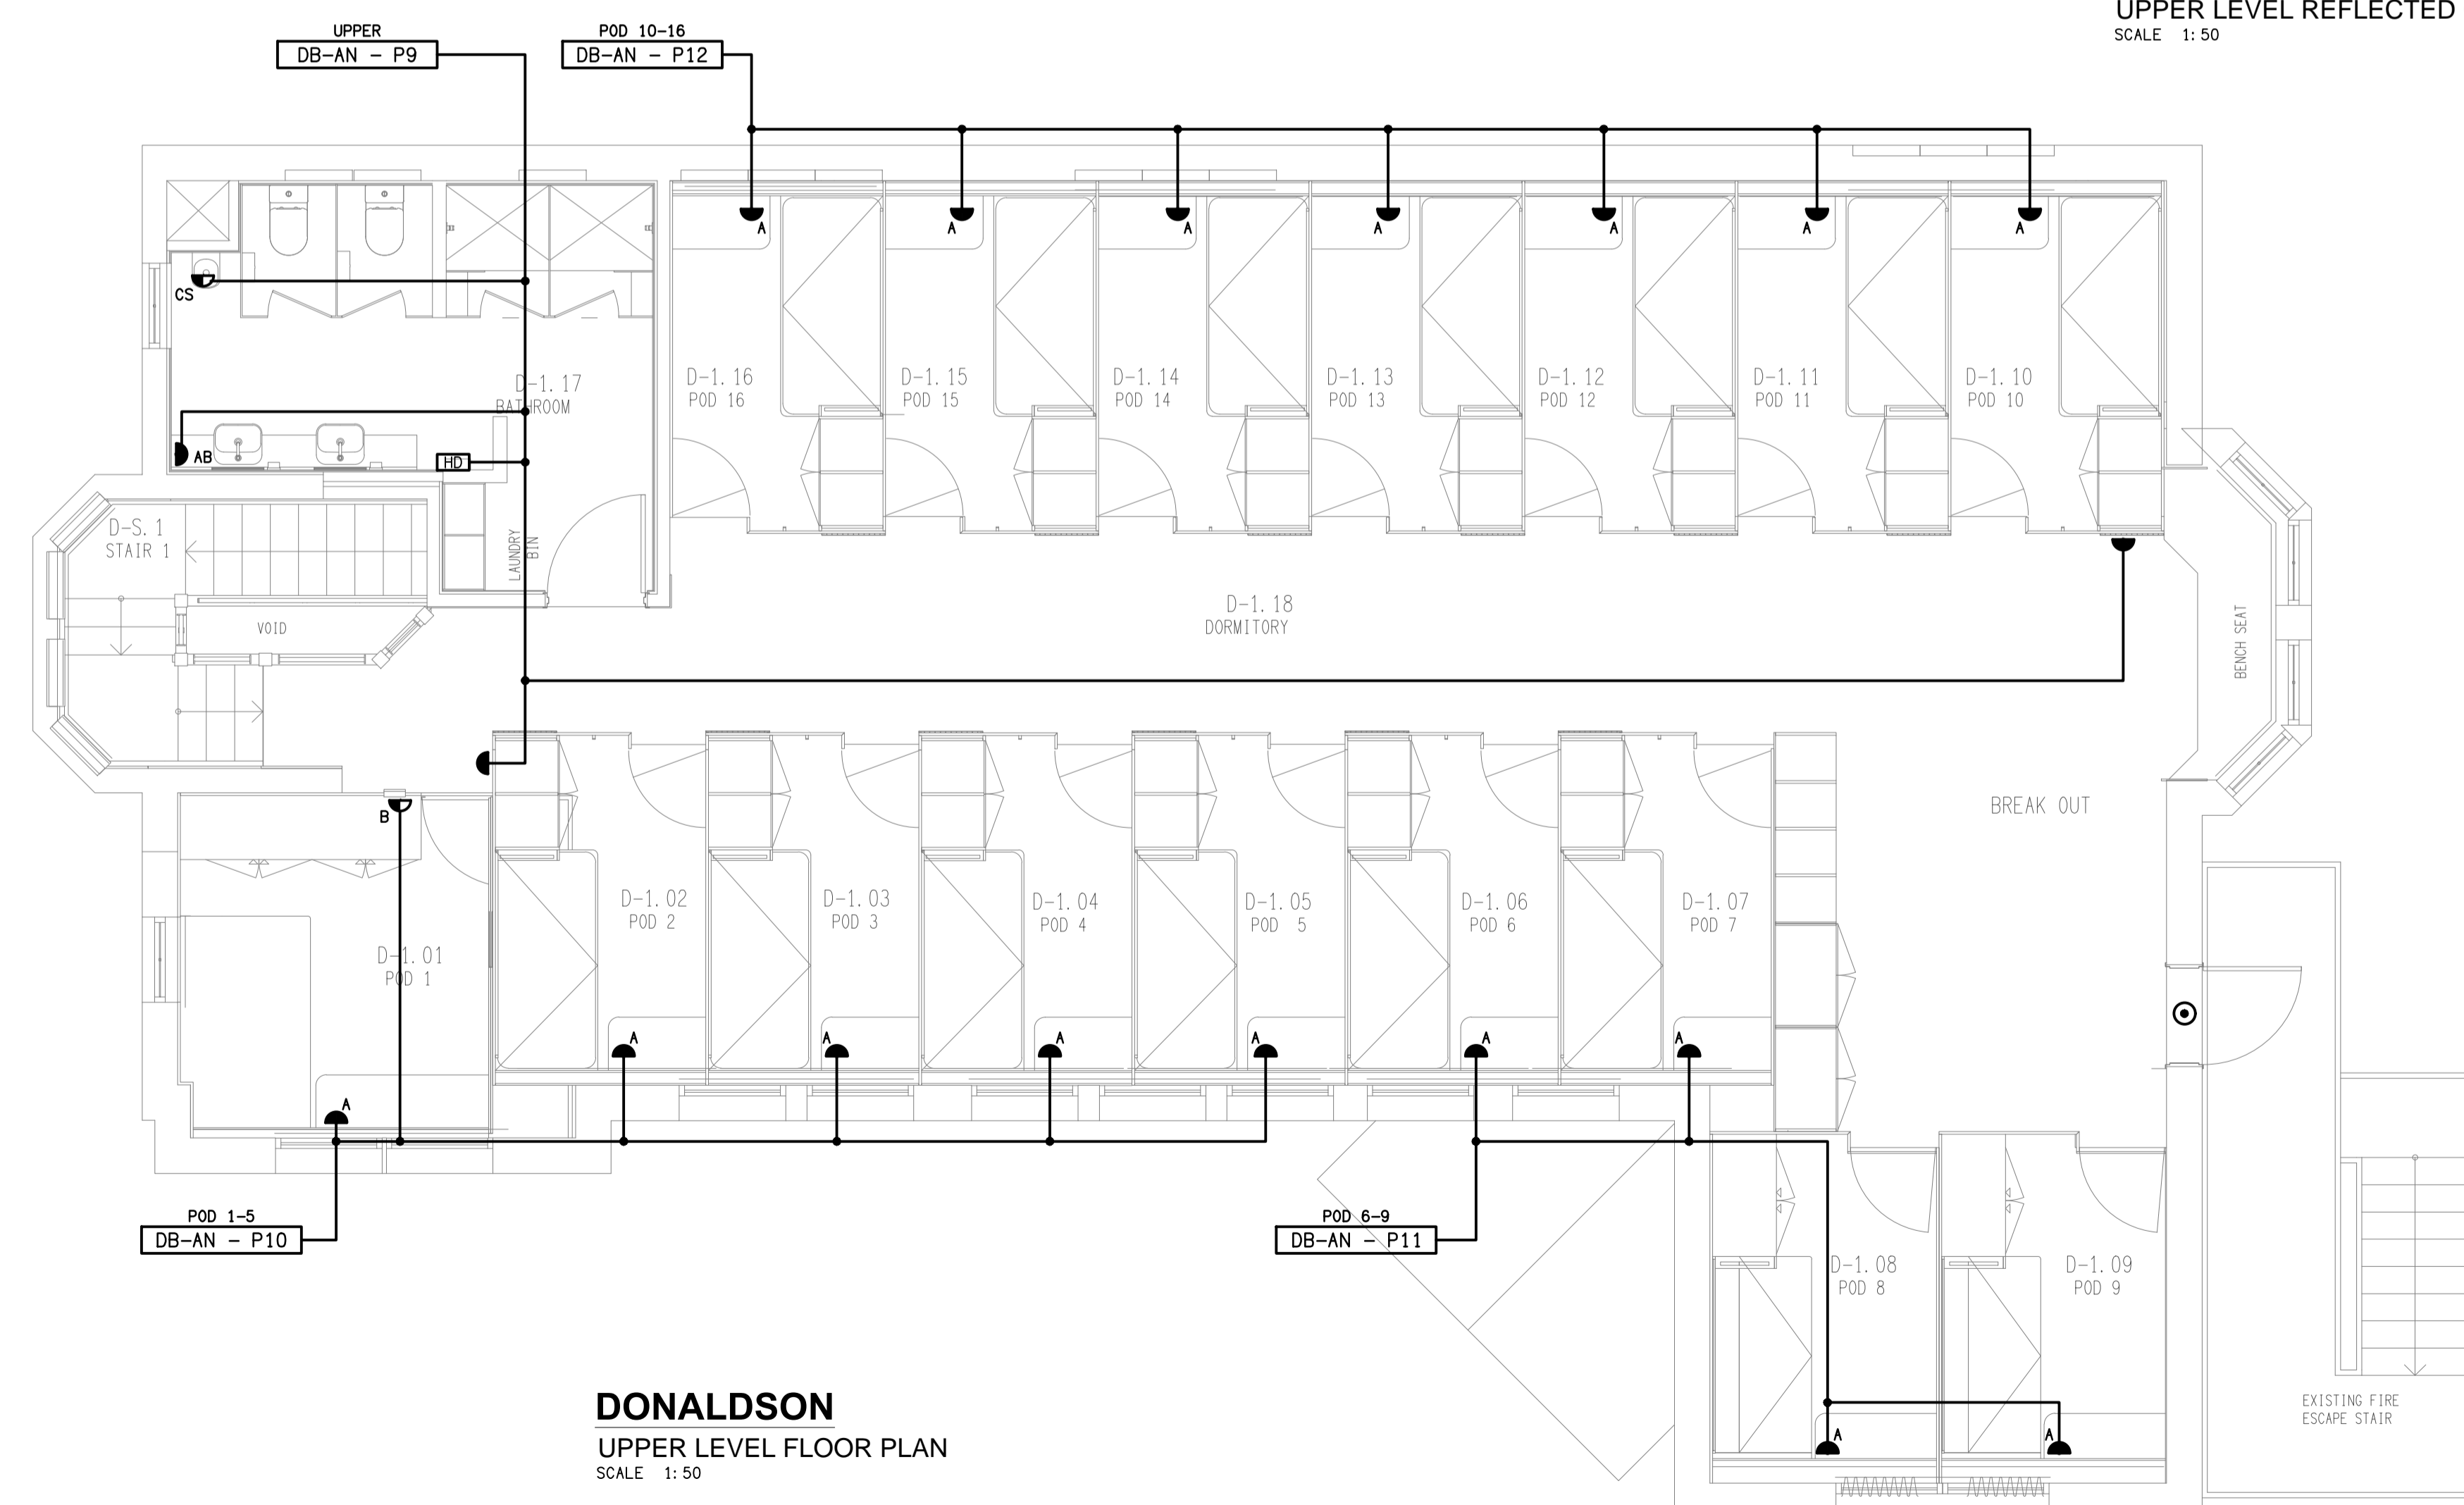 UPPER LEVEL REFLECTED
SCALE 1:50
UPPER
DB-AN - P9
POD 10-16
DB-AN - P12
A
A
A
A
A
A
A
CS
D-1.17
BATHROOM
D-1.16
POD 16
D-1.15
POD 15
D-1.14
POD 14
D-1.13
POD 13
D-1.12
POD 12
D-1.11
POD 11
D-1.10
POD 10
AB
HD
D-S.1
STAIR 1
LAUNDRY
BIN
VOID
D-1.18
DORMITORY
BENCH SEAT
BREAK OUT
B
D-1.01
POD 1
D-1.02
POD 2
D-1.03
POD 3
D-1.04
POD 4
D-1.05
POD 5
D-1.06
POD 6
D-1.07
POD 7
A
A
A
A
A
A
A
POD 1-5
DB-AN - P10
POD 6-9
DB-AN - P11
D-1.08
POD 8
D-1.09
POD 9
A
A
EXISTING FIRE
ESCAPE STAIR
DONALDSON
UPPER LEVEL FLOOR PLAN
SCALE 1:50